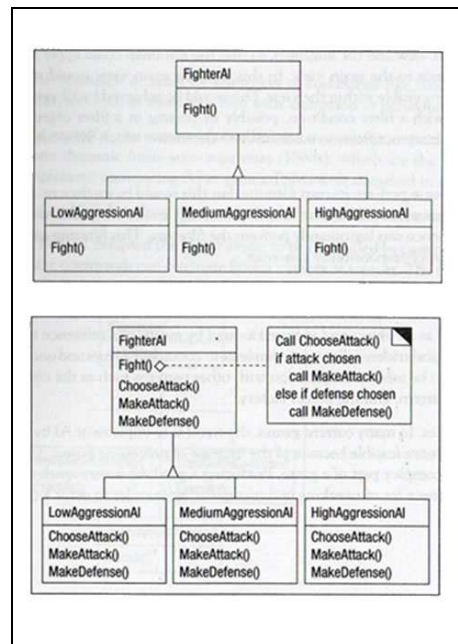 FighterAI
Fight()
LowAggressionAI
Fight()
MediumAggressionAI
Fight()
HighAggressionAI
Fight()
FighterAI
Fight()
ChooseAttack()
MakeAttack()
MakeDefense()
Call ChooseAttack()
if attack chosen
call MakeAttack()
else if defense chosen
call MakeDefense()
LowAggressionAI
ChooseAttack()
MakeAttack()
MakeDefense()
MediumAggressionAI
ChooseAttack()
MakeAttack()
MakeDefense()
HighAggressionAI
ChooseAttack()
MakeAttack()
MakeDefense()